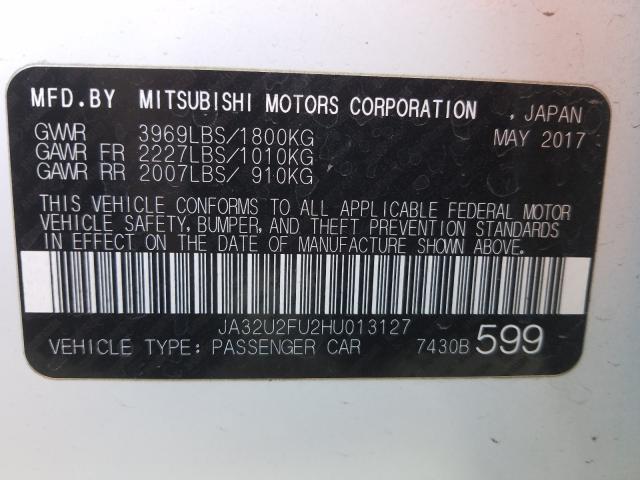 MFD.BY MITSUBISHI MOTORS CORPORATION , JAPAN
GVWR 3969LBS/1800KG MAY 2017
GAWR FR 2227LBS/1010KG
GAWR RR 2007LBS/ 910KG
THIS VEHICLE CONFORMS TO ALL APPLICABLE FEDERAL MOTOR
VEHICLE SAFETY, BUMPER, AND THEFT PREVENTION STANDARDS
IN EFFECT ON THE DATE OF MANUFACTURE SHOWN ABOVE.
JA32U2FU2HU013127
VEHICLE TYPE: PASSENGER CAR 7430B 599